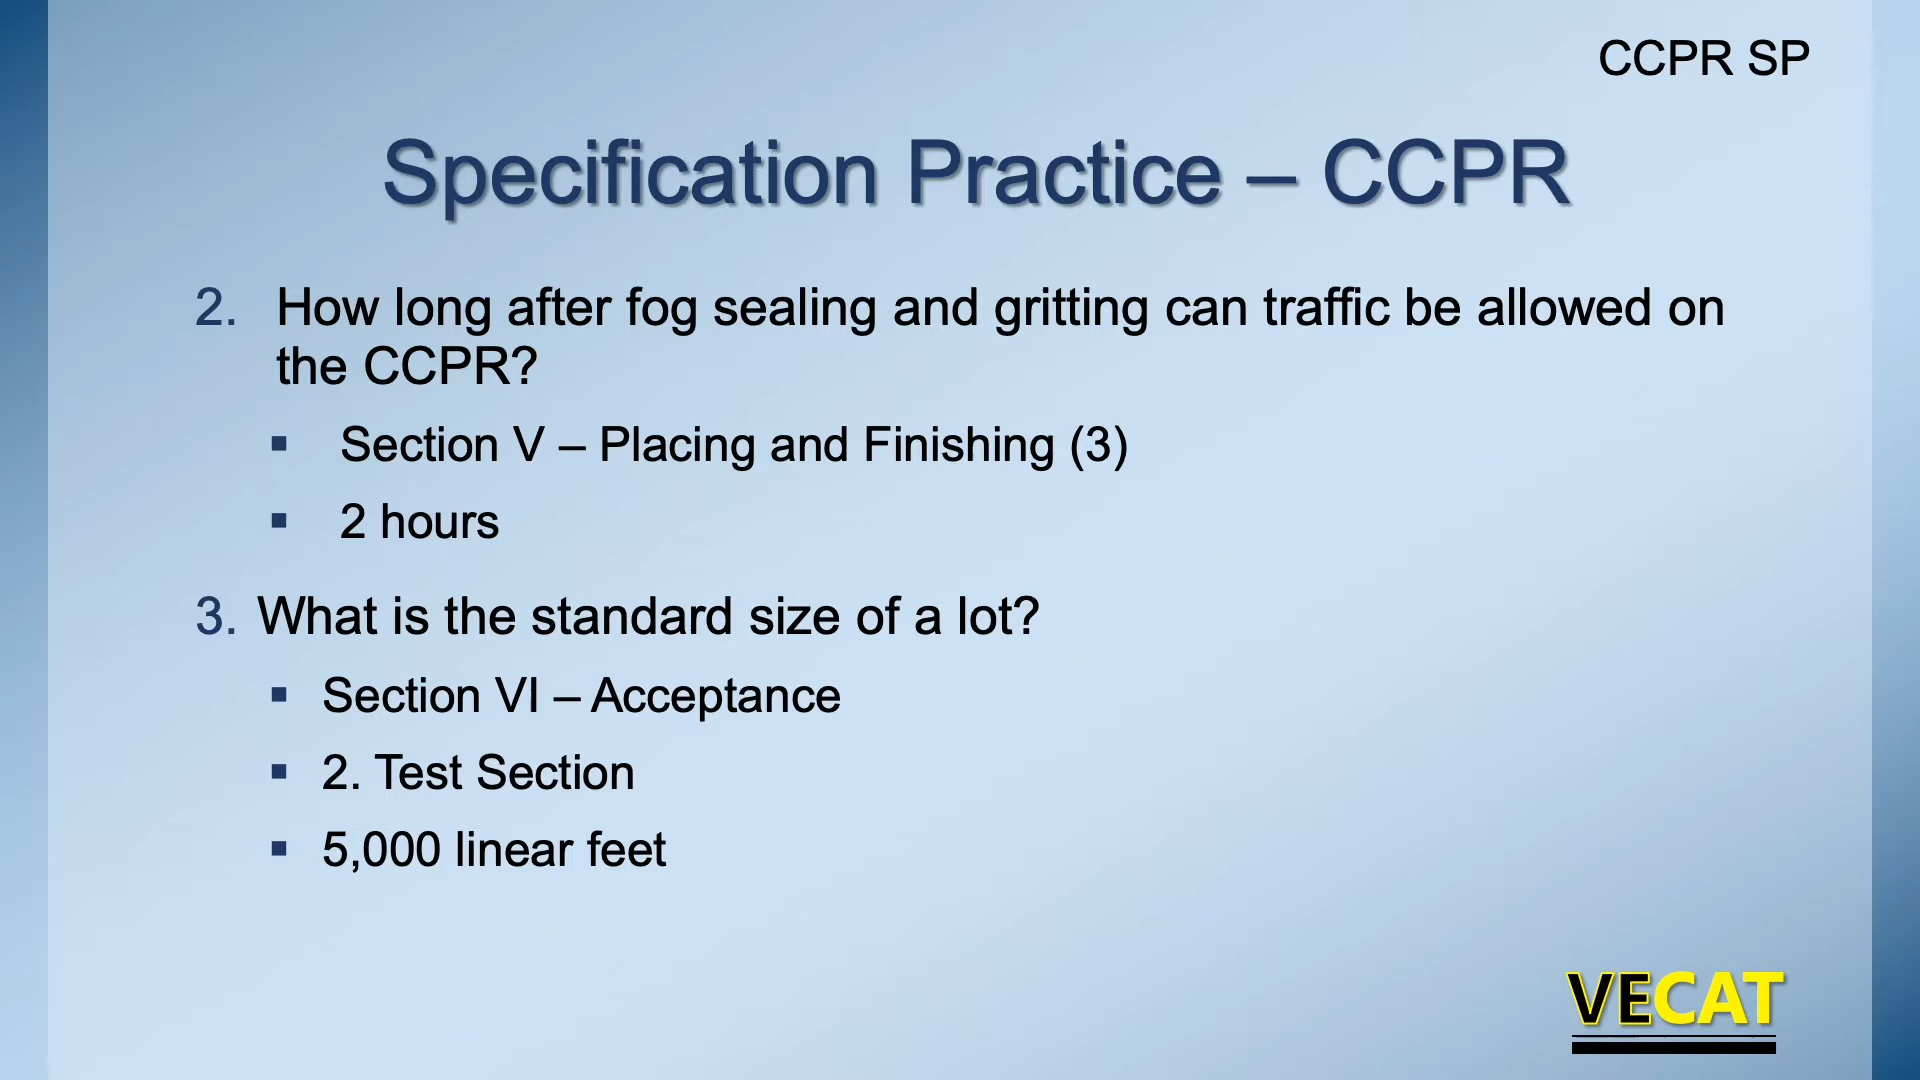 CCPR SP
Specification Practice – CCPR
2. How long after fog sealing and gritting can traffic be allowed on
the CCPR?
▪ Section V – Placing and Finishing (3)
▪ 2 hours
3. What is the standard size of a lot?
▪ Section VI – Acceptance
▪ 2. Test Section
▪ 5,000 linear feet
VECAT